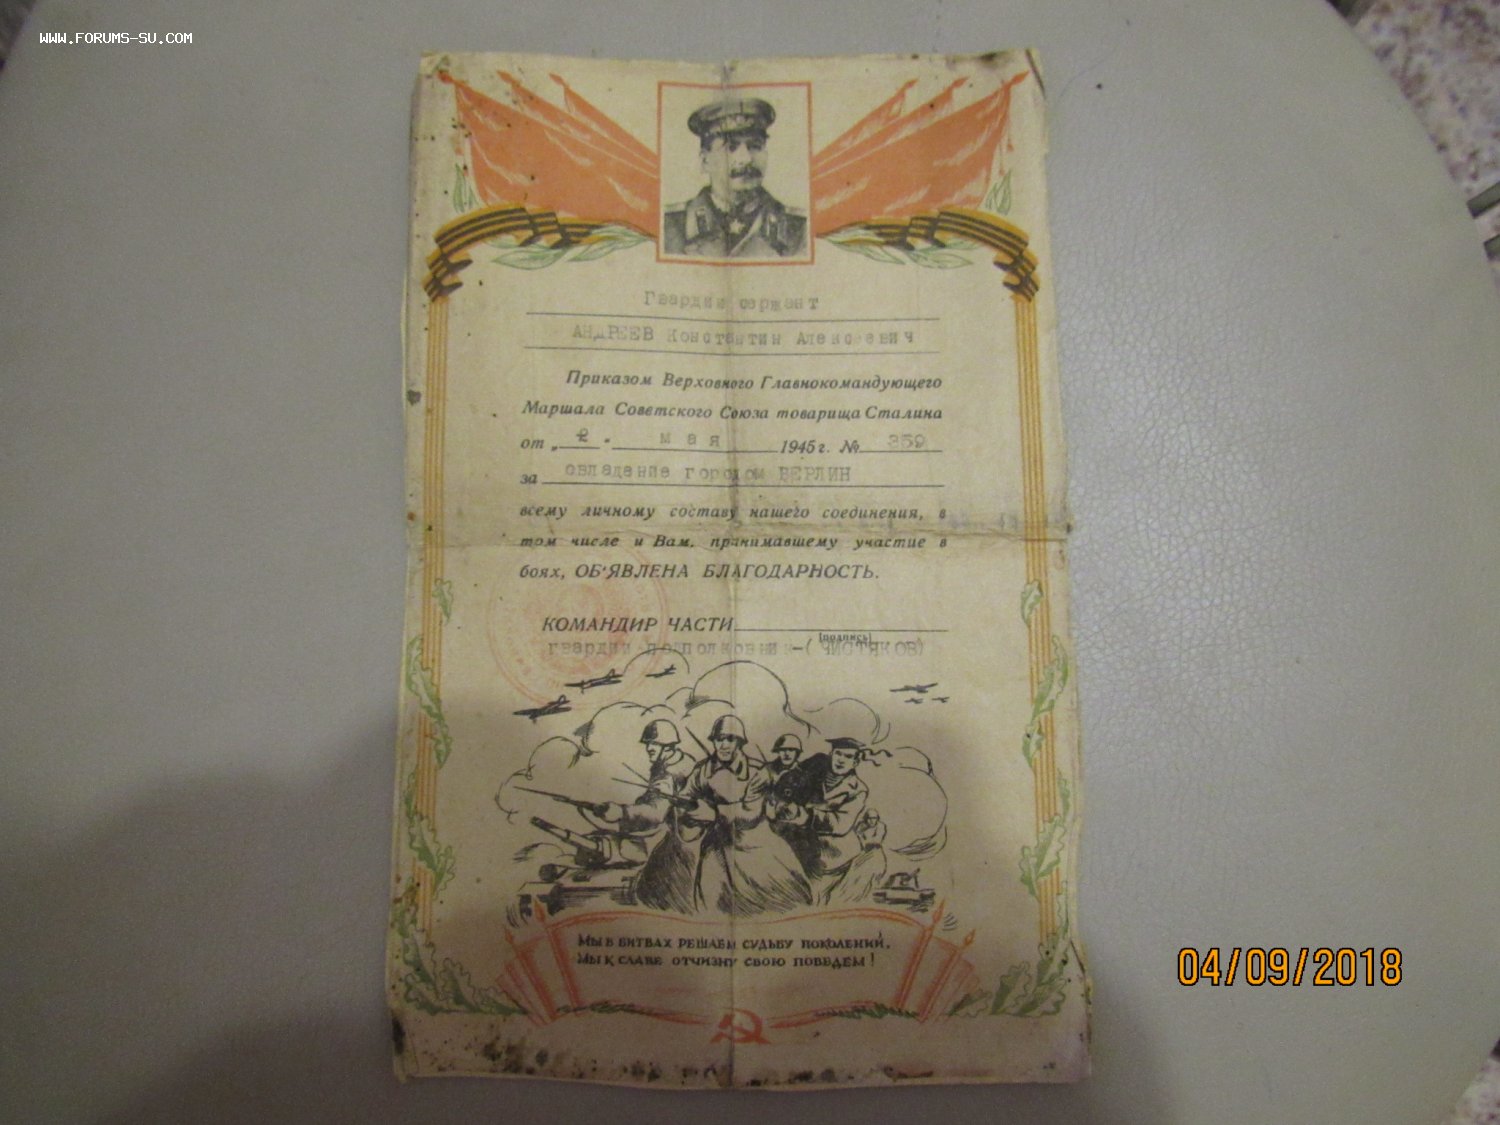 WWW.FORUMS-SU.COM
Гвардии сержант
АНДРЕЕВ Константин Алексеевич
Приказом Верховного Главнокомандующего
Маршала Советского Союза товарища Сталина
от „2" мая 1945 г. № 359
за овладение городом БЕРЛИН
всему личному составу нашего соединения, в
том числе и Вам, принимавшему участие в
боях, ОБ'ЯВЛЕНА БЛАГОДАРНОСТЬ.
КОМАНДИР ЧАСТИ
(подпись)
гвардии подполковник-(ЧИСТЯКОВ)
МЫ В БИТВАХ РЕШАЕМ СУДЬБУ ПОКОЛЕНИЙ,
МЫ К СЛАВЕ ОТЧИЗНУ СВОЮ ПОВЕДЕМ!
04/09/2018